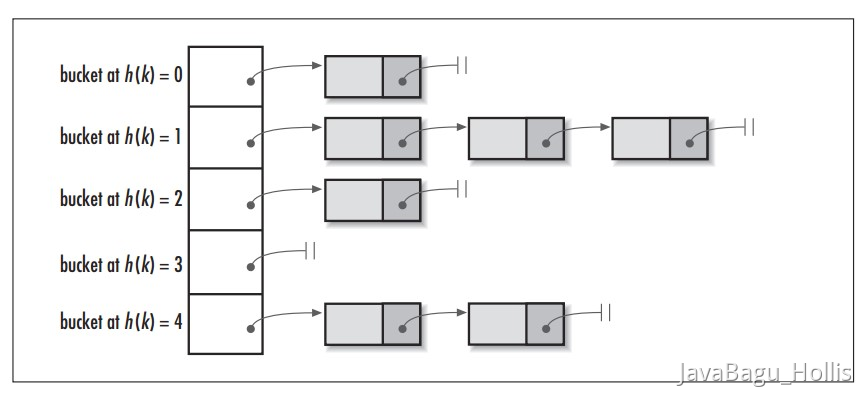 bucket at h(k) = 0
bucket at h(k) = 1
bucket at h(k) = 2
bucket at h(k) = 3
bucket at h(k) = 4
JavaBagu_Hollis